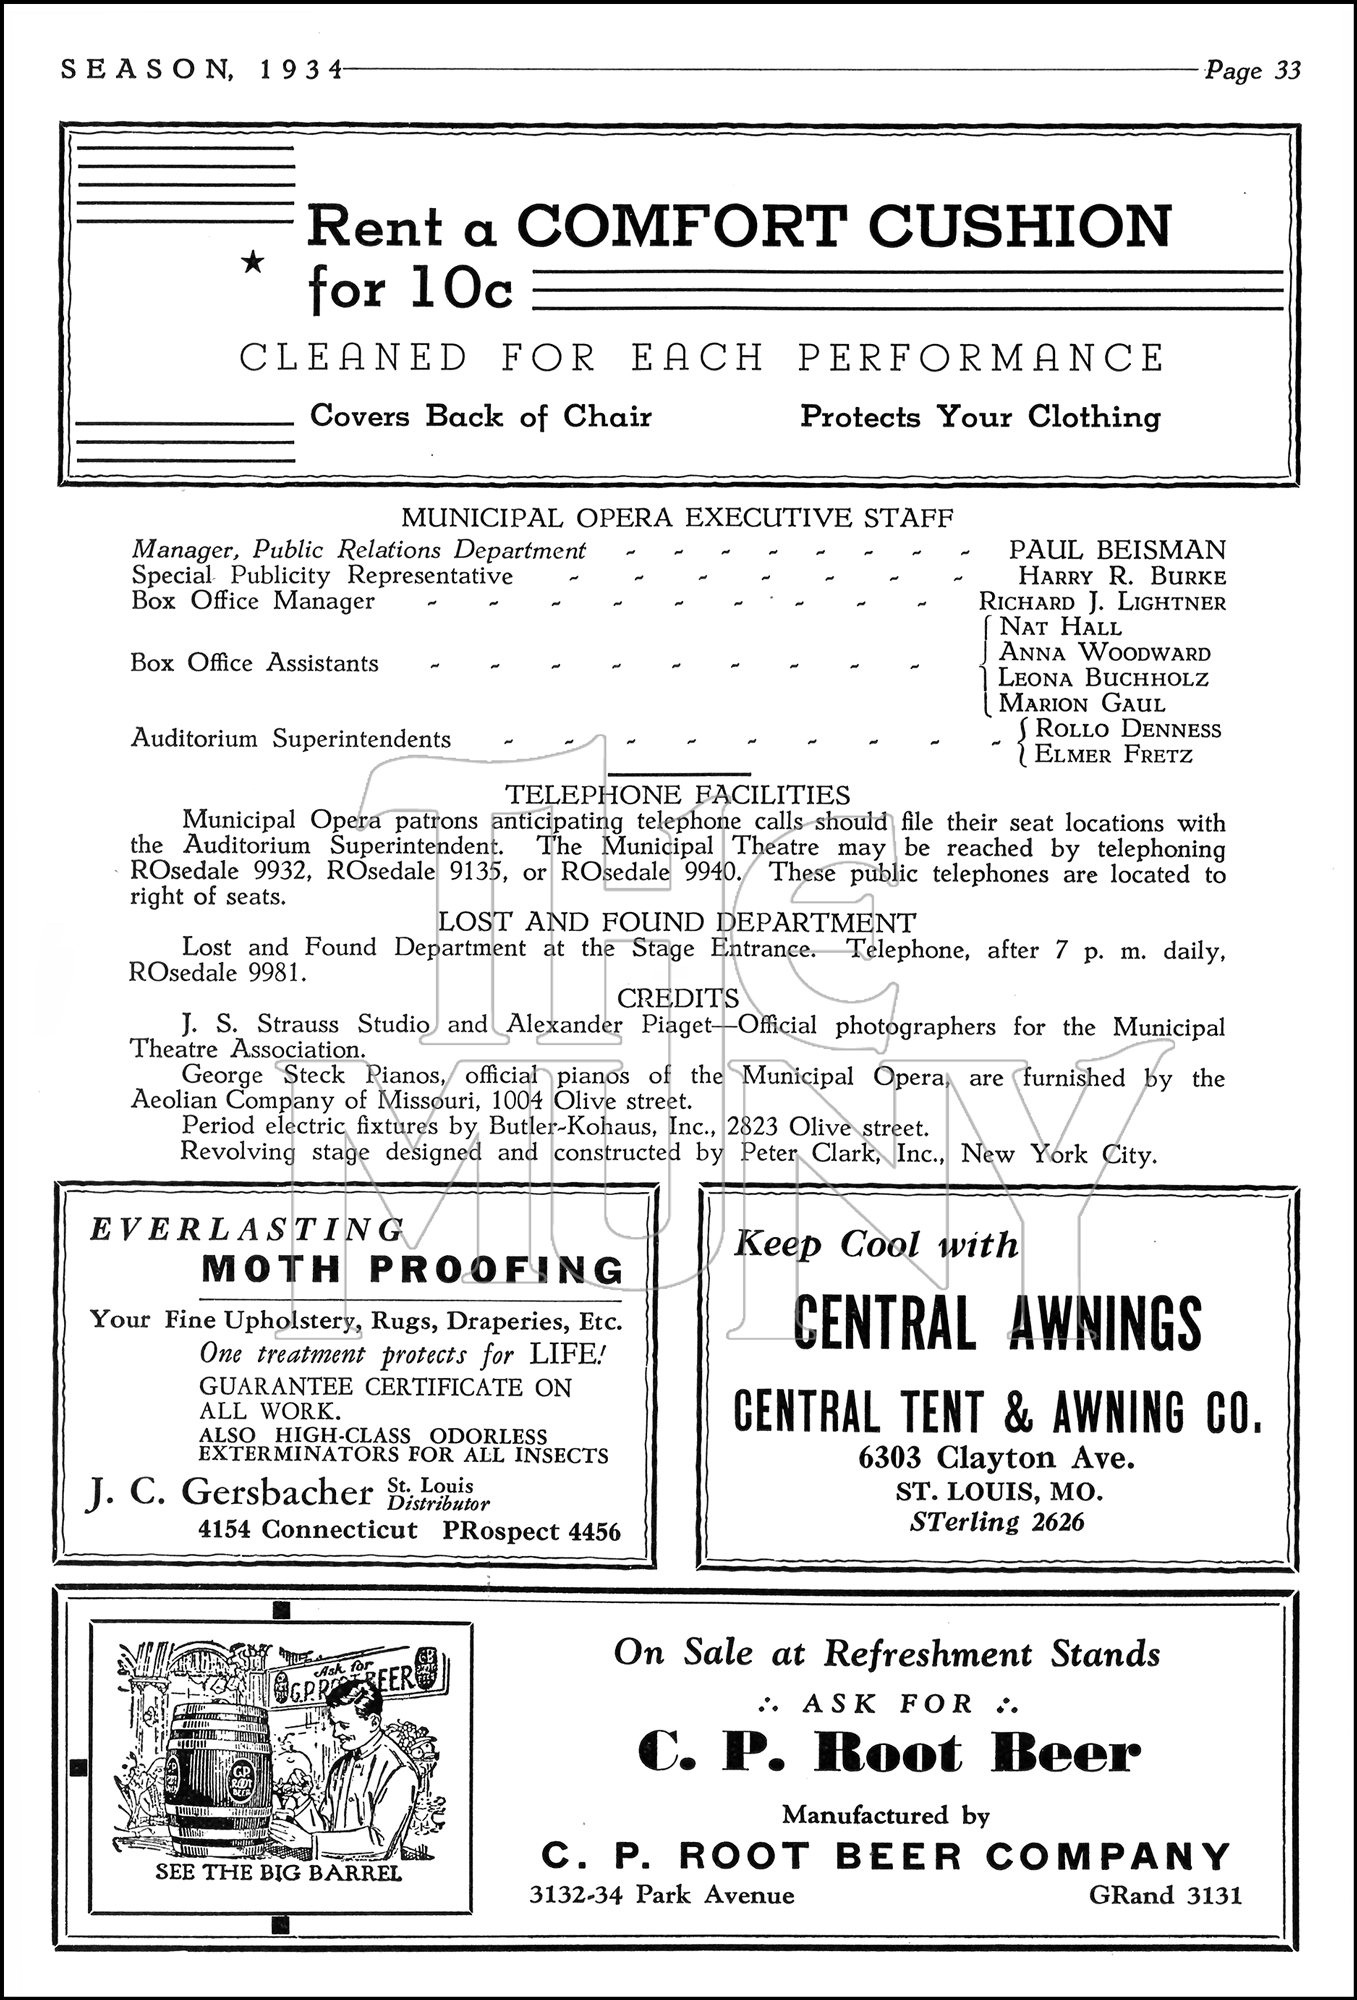 SEASON, 1934 Page 33
Rent a COMFORT CUSHION
for 10c
CLEANED FOR EACH PERFORMANCE
Covers Back of Chair Protects Your Clothing
MUNICIPAL OPERA EXECUTIVE STAFF
Manager, Public Relations Department - - - - - - - - PAUL BEISMAN
Special Publicity Representative - - - - - - - HARRY R. BURKE
Box Office Manager - - - - - - - - - RICHARD J. LIGHTNER
NAT HALL
ANNA WOODWARD
Box Office Assistants - - - - - - - - -
LEONA BUCHHOLZ
MARION GAUL
ROLLO DENNESS
Auditorium Superintendents - - - - - - - - -
ELMER FRETZ
TELEPHONE FACILITIES
Municipal Opera patrons anticipating telephone calls should file their seat locations with
the Auditorium Superintendent. The Municipal Theatre may be reached by telephoning
ROsedale 9932, ROsedale 9135, or ROsedale 9940. These public telephones are located to
right of seats.
LOST AND FOUND DEPARTMENT
Lost and Found Department at the Stage Entrance. Telephone, after 7 p. m. daily,
ROsedale 9981.
CREDITS
J. S. Strauss Studio and Alexander Piaget—Official photographers for the Municipal
Theatre Association.
George Steck Pianos, official pianos of the Municipal Opera, are furnished by the
Aeolian Company of Missouri, 1004 Olive street.
Period electric fixtures by Butler-Kohaus, Inc., 2823 Olive street.
Revolving stage designed and constructed by Peter Clark, Inc., New York City.
THE
MUNY
EVERLASTING
MOTH PROOFING
Your Fine Upholstery, Rugs, Draperies, Etc.
One treatment protects for LIFE!
GUARANTEE CERTIFICATE ON
ALL WORK.
ALSO HIGH-CLASS ODORLESS
EXTERMINATORS FOR ALL INSECTS
J. C. Gersbacher St. Louis
Distributor
4154 Connecticut PRospect 4456
Keep Cool with
CENTRAL AWNINGS
CENTRAL TENT & AWNING CO.
6303 Clayton Ave.
ST. LOUIS, MO.
STerling 2626
Ask for
G.P. ROOT BEER
C.P.
ROOT
BEER
SEE THE BIG BARREL
On Sale at Refreshment Stands
∴ ASK FOR ∴
C. P. Root Beer
Manufactured by
C. P. ROOT BEER COMPANY
3132-34 Park Avenue GRand 3131